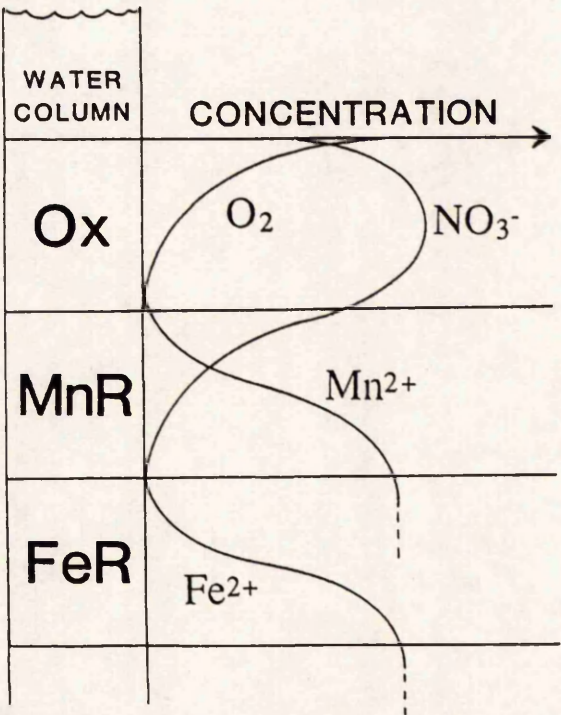 WATER
COLUMN
CONCENTRATION
Ox
O₂
NO₃⁻
MnR
Mn²⁺
FeR
Fe²⁺